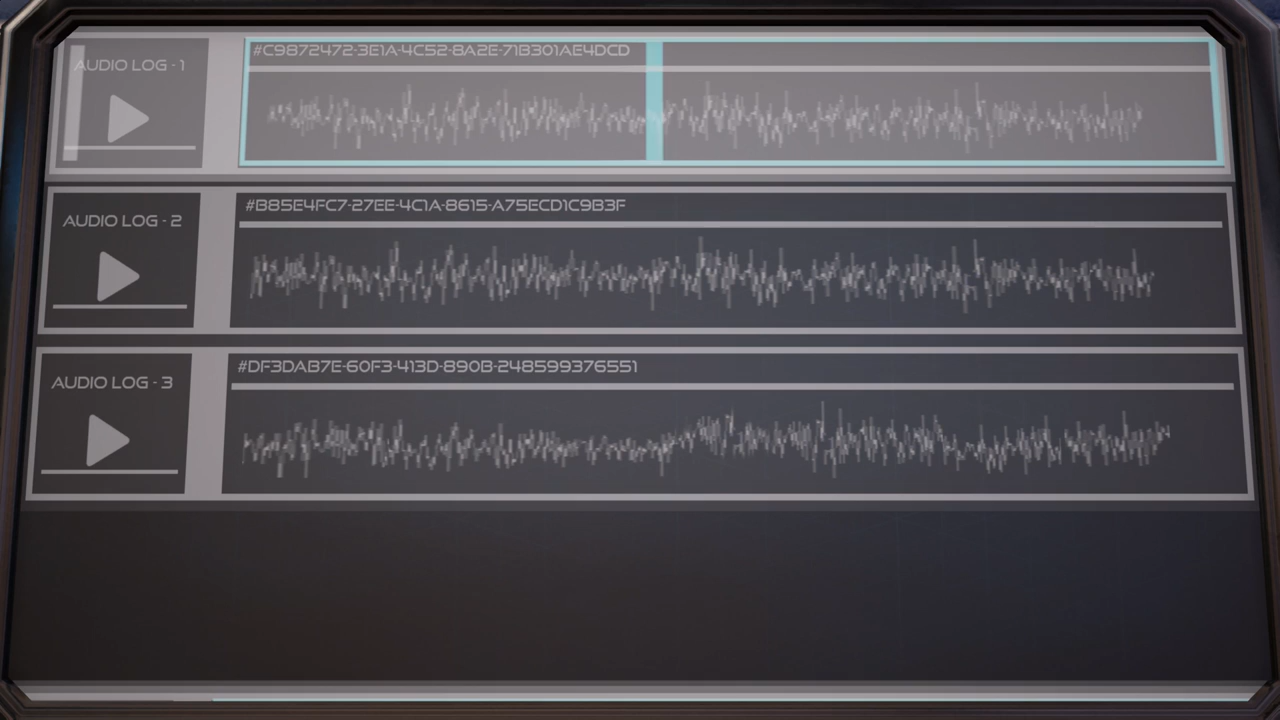 AUDIO LOG - 1
#C9872472-3E1A-4C52-8A2E-71B301AE4DCD
AUDIO LOG - 2
#B85E4FC7-27EE-4C1A-8615-A75ECD1C9B3F
AUDIO LOG - 3
#DF3DAB7E-60F3-413D-890B-248599376551